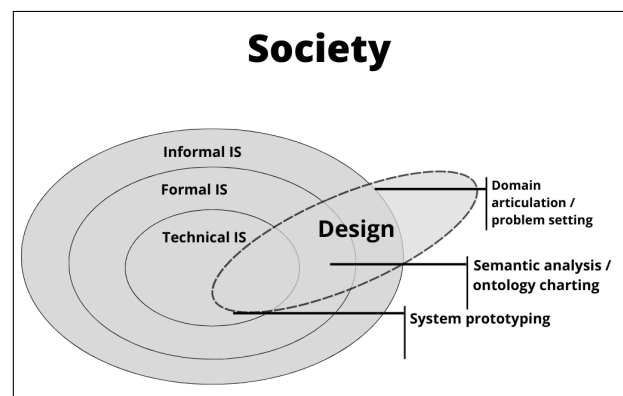 Society
Informal IS
Formal IS
Technical IS
Design
Domain
articulation /
problem setting
Semantic analysis /
ontology charting
System prototyping